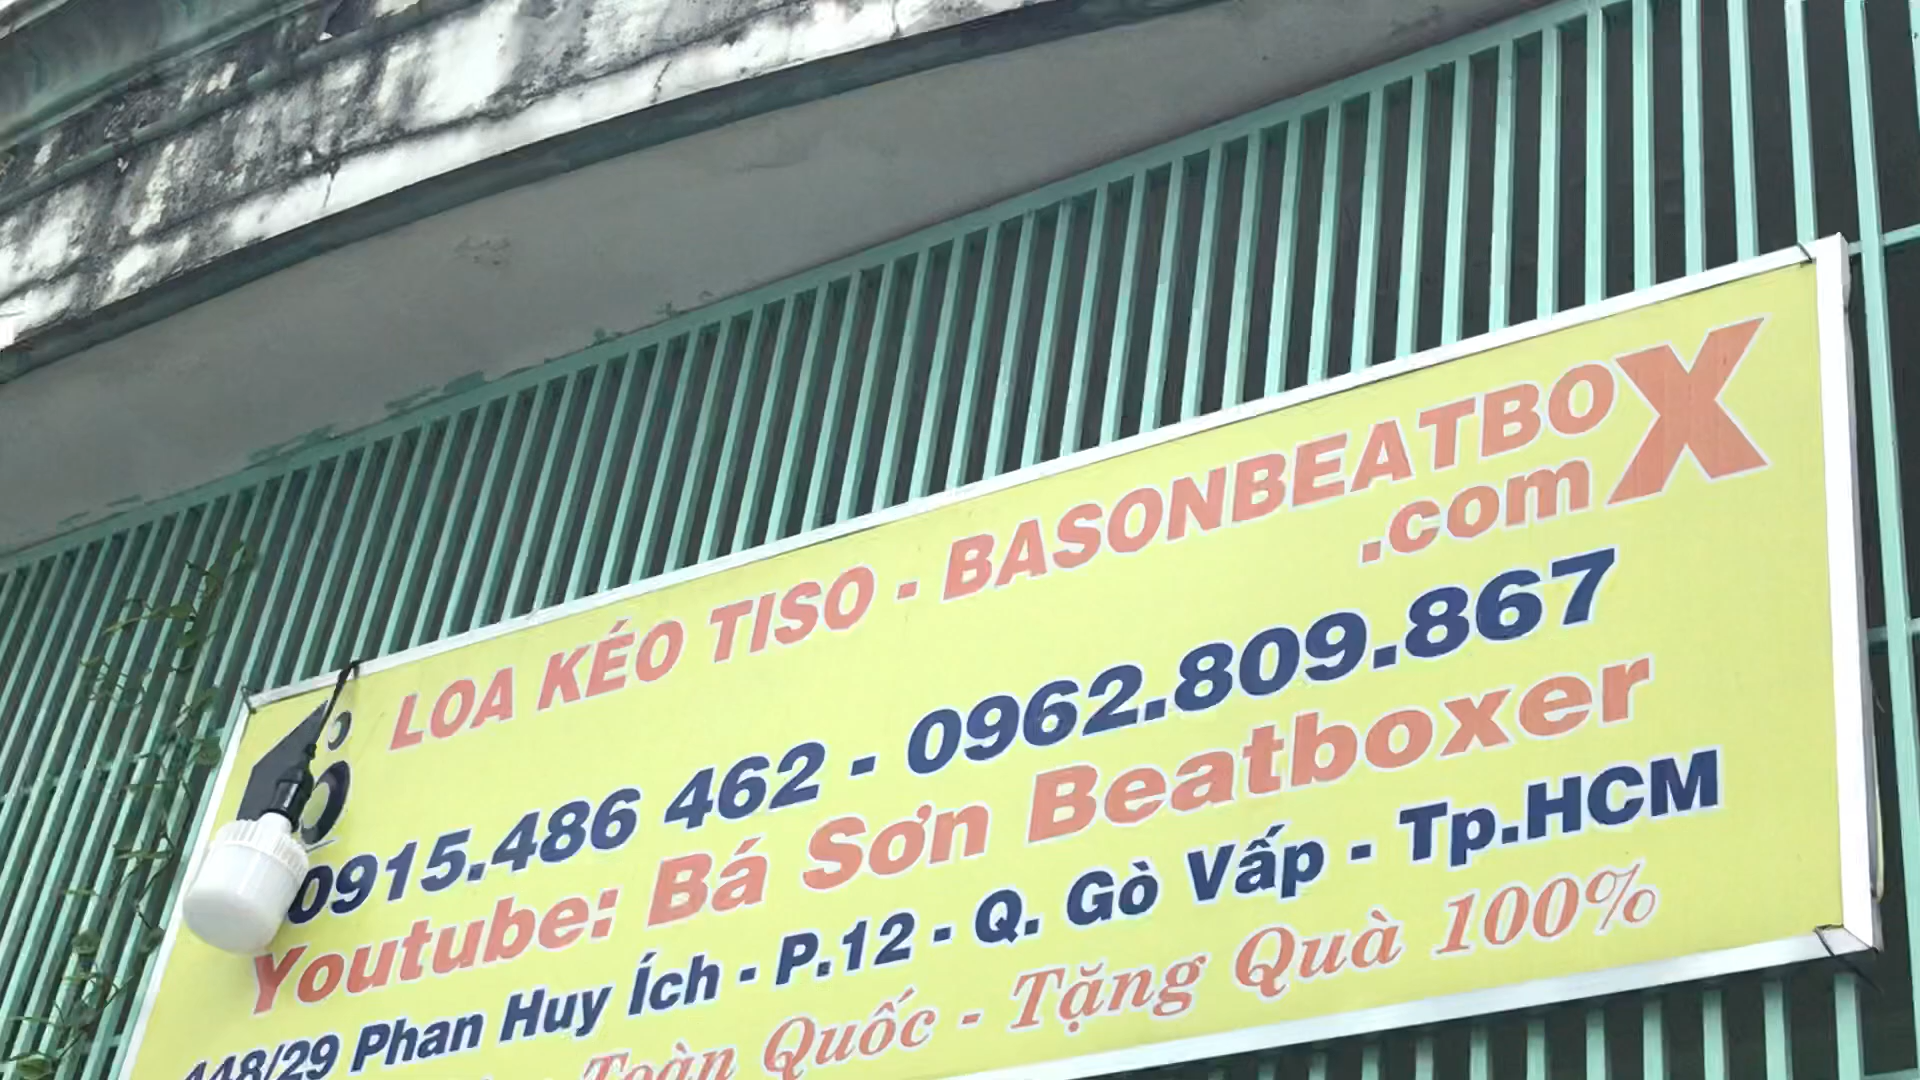 LOA KÉO TISO - BASONBEATBOX
.com
0915.486 462 - 0962.809.867
Youtube: Bá Sơn Beatboxer
448/29 Phan Huy Ích - P.12 - Q. Gò Vấp - Tp.HCM
Toàn Quốc - Tặng Quà 100%